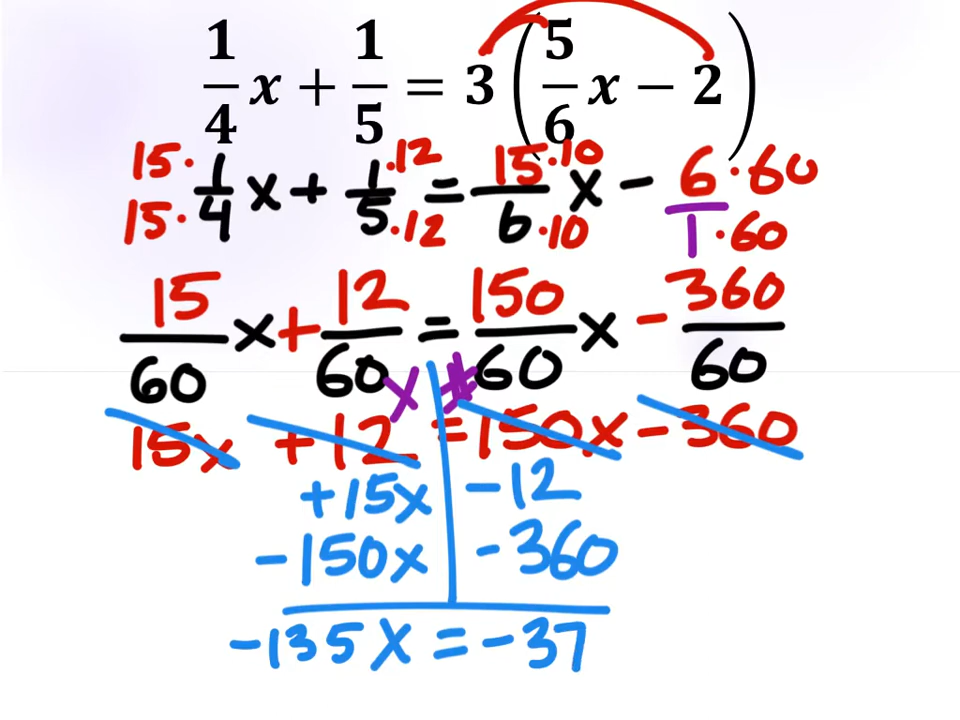 1/4 x + 1/5 = 3 ( 5/6 x − 2 )
15· 1/4 x + 1/5 ·12 = 15/6 ·10 x − 6/1 ·60
15· ·12 ·10 ·60
15/60 x + 12/60 = 150/60 x − 360/60
x #
15x + 12 = 150x − 360
+15x −12
−150x −360
−135x = −37